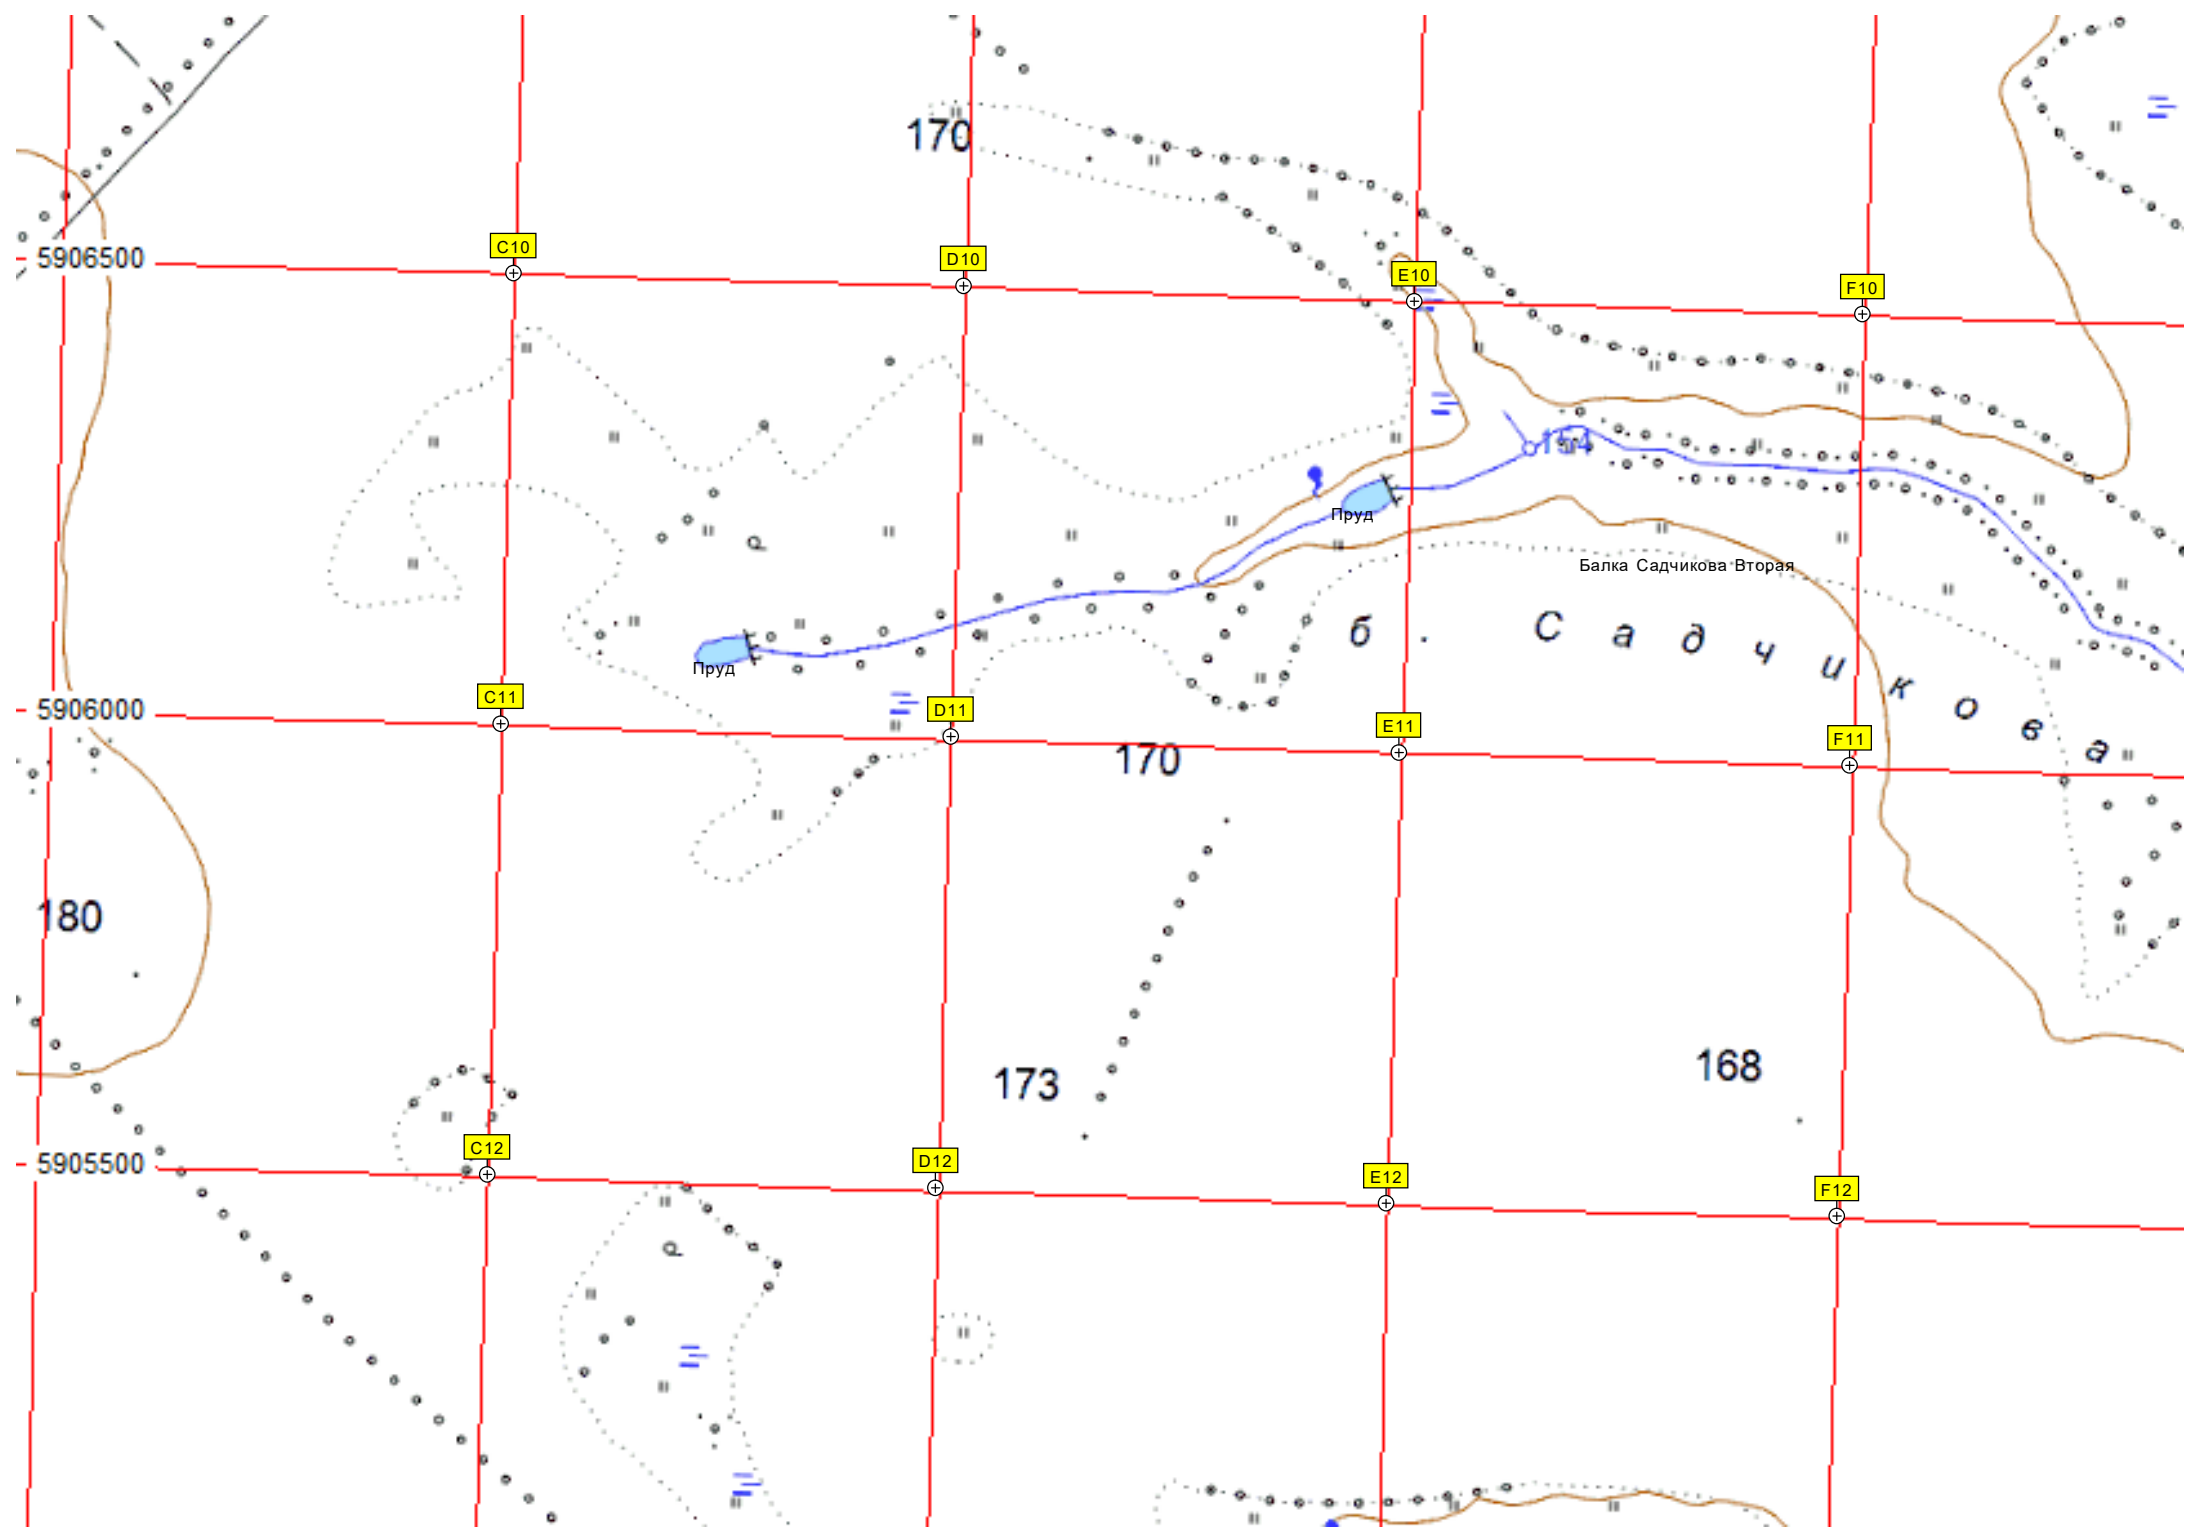 170
C10
D10
5906500
E10
F10
154
Пруд
Балка Садчикова Вторая
б. Садчикова
Пруд
C11
5906000
D11
E11
F11
170
180
173
168
C12
5905500
D12
E12
F12